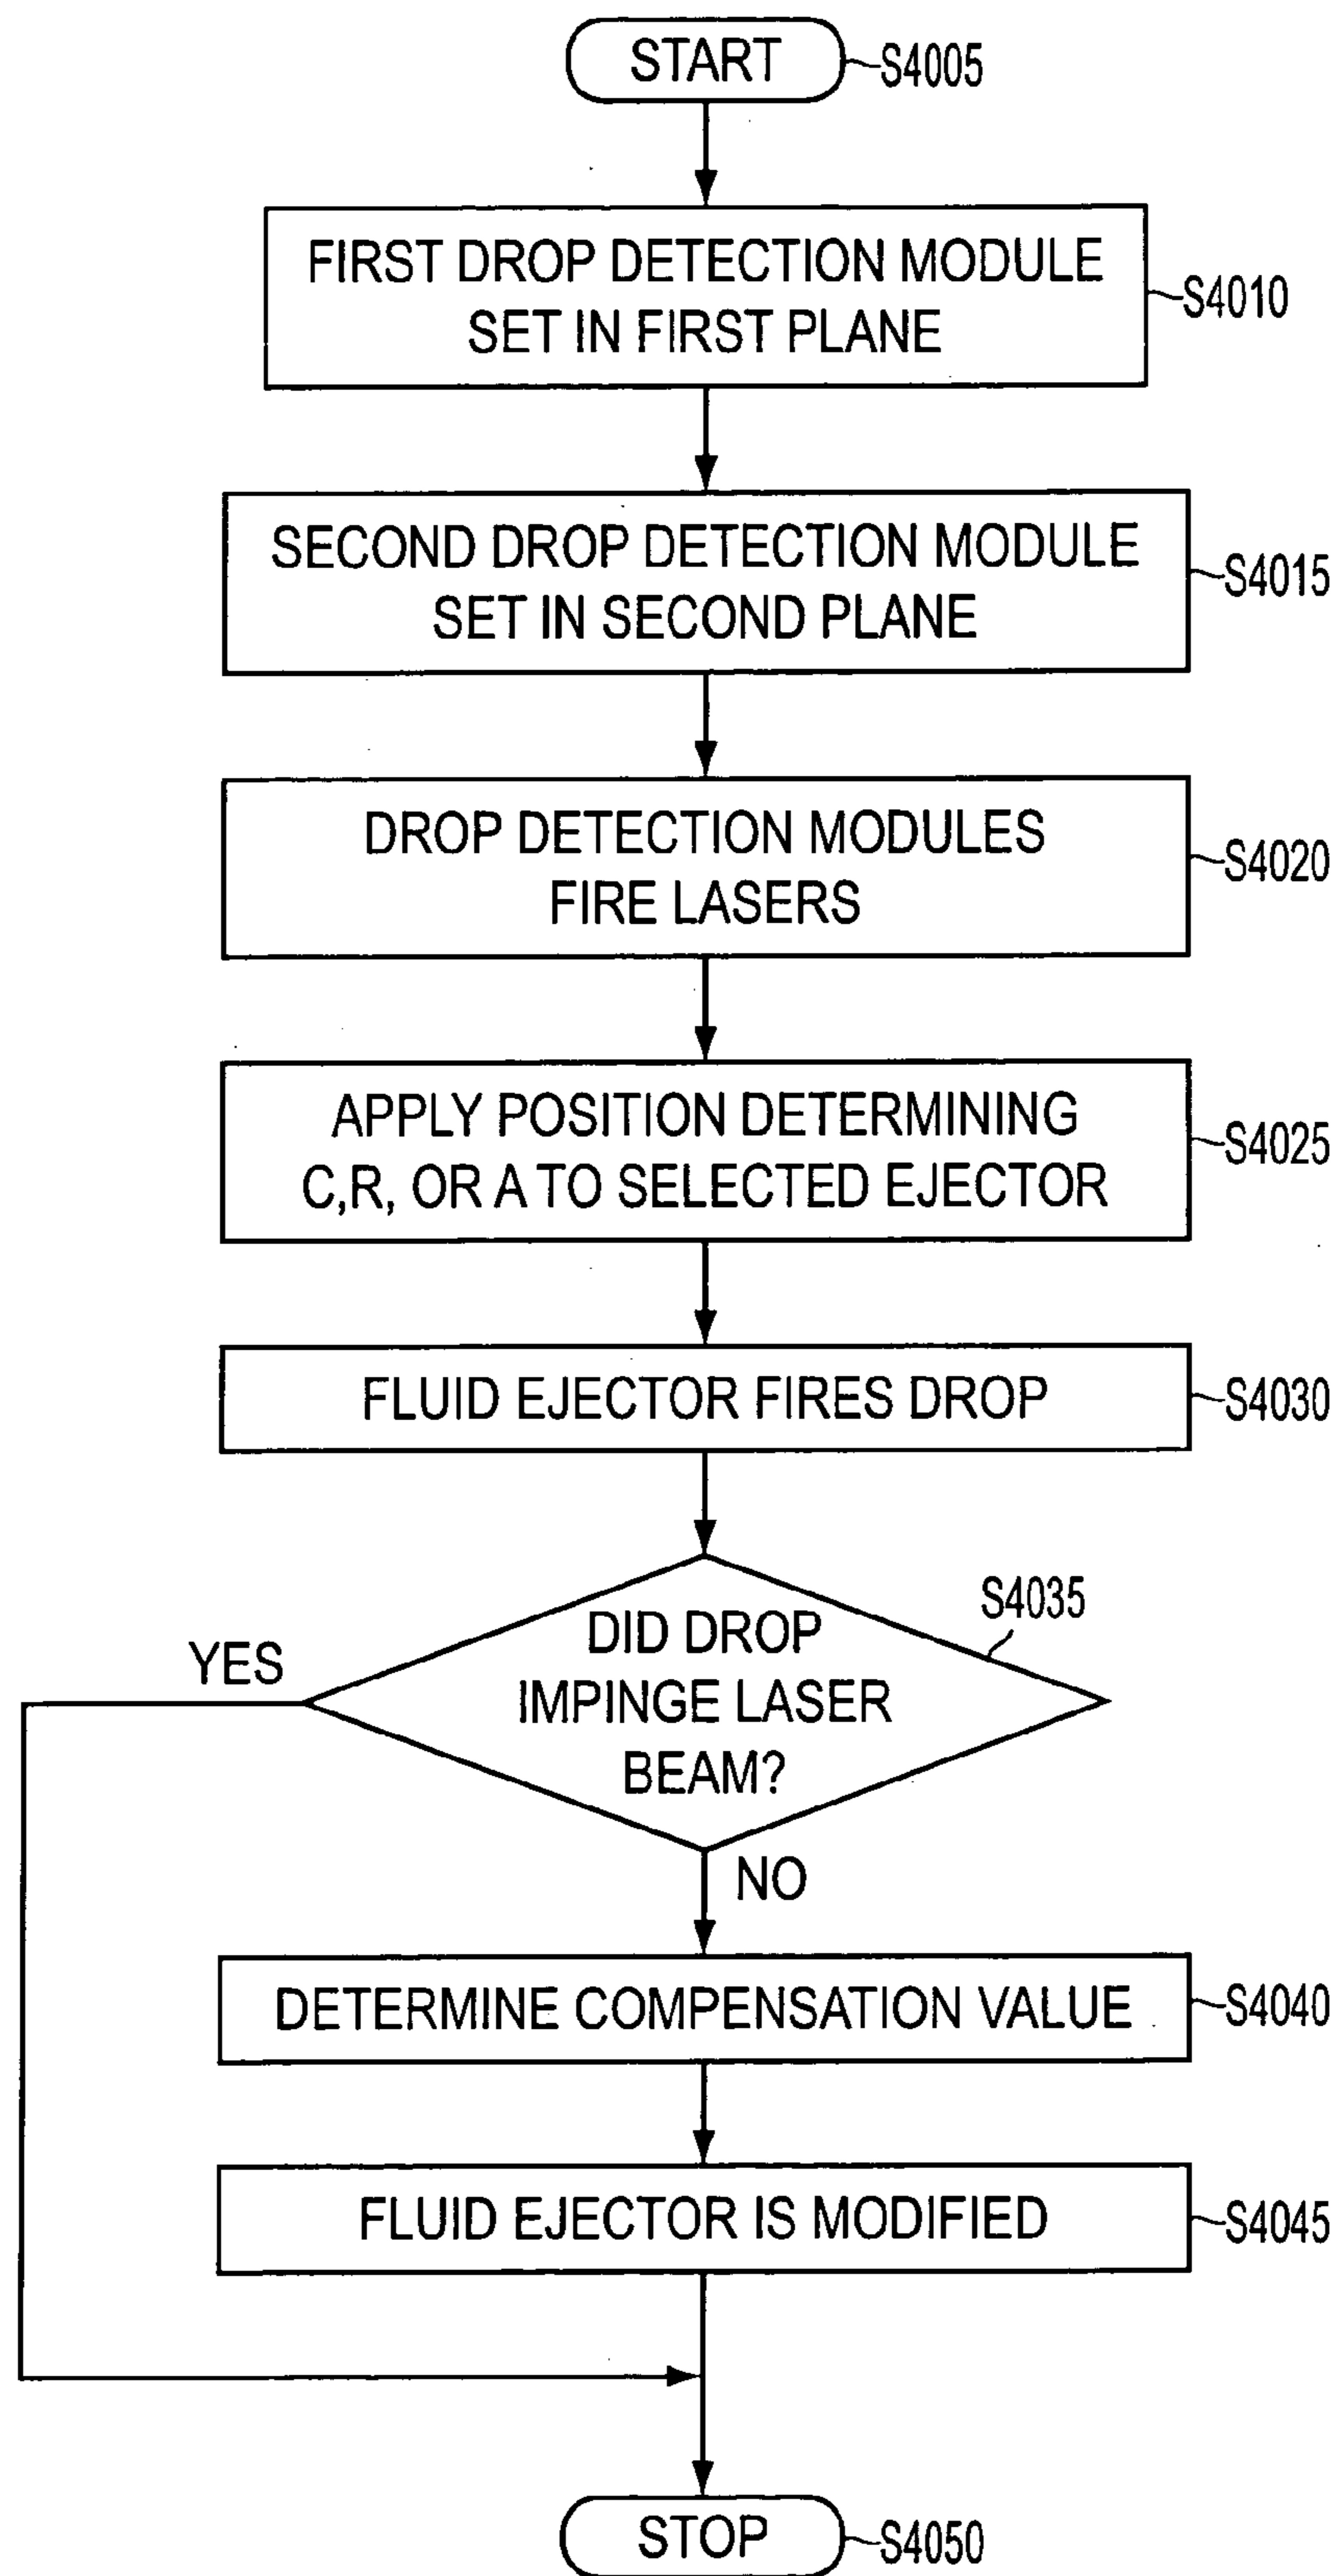 START
S4005
FIRST DROP DETECTION MODULE
SET IN FIRST PLANE
S4010
SECOND DROP DETECTION MODULE
SET IN SECOND PLANE
S4015
DROP DETECTION MODULES
FIRE LASERS
S4020
APPLY POSITION DETERMINING
C,R, OR A TO SELECTED EJECTOR
S4025
FLUID EJECTOR FIRES DROP
S4030
DID DROP
IMPINGE LASER
BEAM?
S4035
YES
NO
DETERMINE COMPENSATION VALUE
S4040
FLUID EJECTOR IS MODIFIED
S4045
STOP
S4050